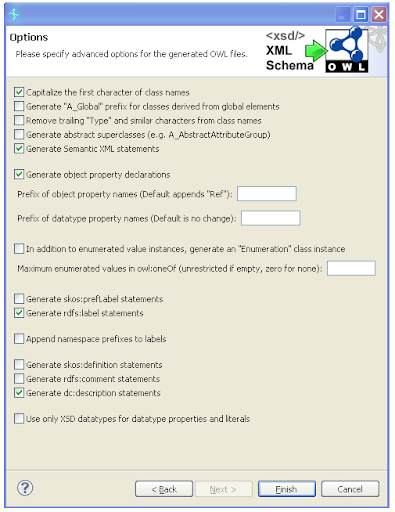 Options
Please specify advanced options for the generated OWL files.
<xsd/>
XML
Schema
OWL
Capitalize the first character of class names
Generate "A_Global" prefix for classes derived from global elements
Remove trailing "Type" and similar characters from class names
Generate abstract superclasses (e.g. A_AbstractAttributeGroup)
Generate Semantic XML statements
Generate object property declarations
Prefix of object property names (Default appends "Ref"):
Prefix of datatype property names (Default is no change):
In addition to enumerated value instances, generate an "Enumeration" class instance
Maximum enumerated values in owl:oneOf (unrestricted if empty, zero for none):
Generate skos:prefLabel statements
Generate rdfs:label statements
Append namespace prefixes to labels
Generate skos:definition statements
Generate rdfs:comment statements
Generate dc:description statements
Use only XSD datatypes for datatype properties and literals
? < Back Next > Finish Cancel